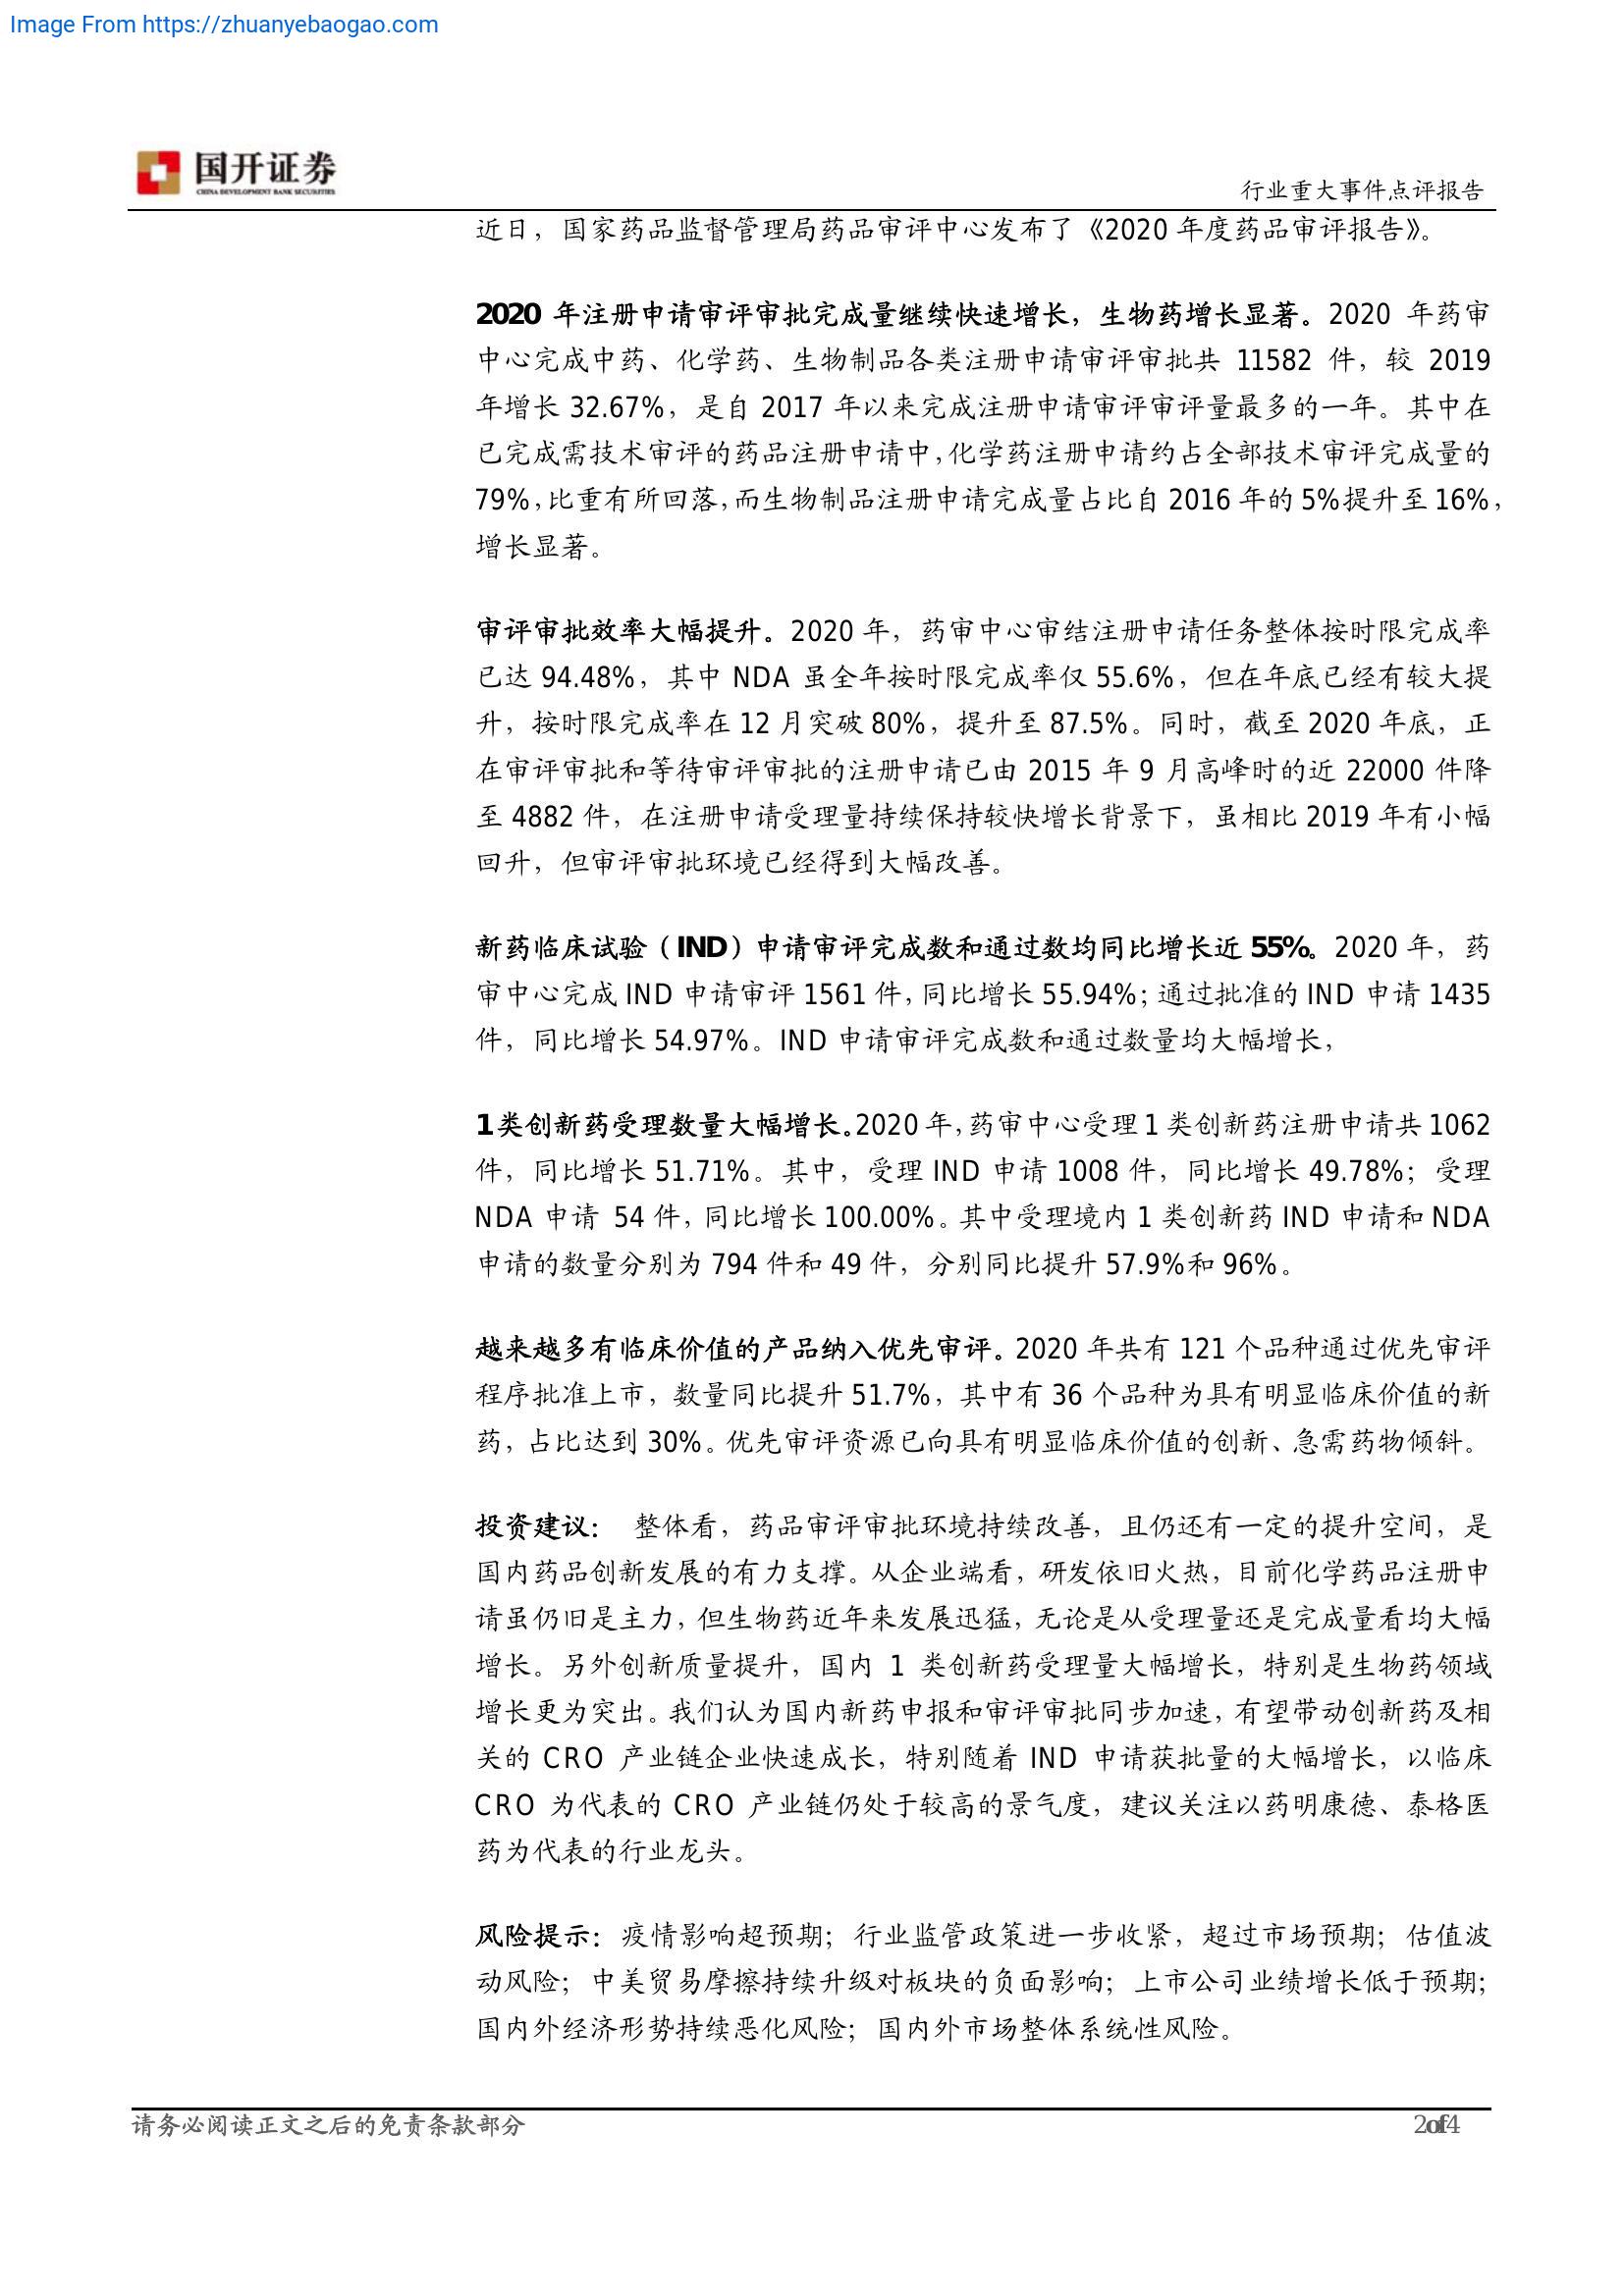 Image From https://zhuanyebaogao.com
国开证券
CHINA DEVELOPMENT BANK SECURITIES
行业重大事件点评报告
近日，国家药品监督管理局药品审评中心发布了《2020 年度药品审评报告》。
2020 年注册申请审评审批完成量继续快速增长，生物药增长显著。2020 年药审
中心完成中药、化学药、生物制品各类注册申请审评审批共 11582 件，较 2019
年增长 32.67%，是自 2017 年以来完成注册申请审评审评量最多的一年。其中在
已完成需技术审评的药品注册申请中，化学药注册申请约占全部技术审评完成量的
79%，比重有所回落，而生物制品注册申请完成量占比自 2016 年的 5%提升至 16%，
增长显著。
审评审批效率大幅提升。2020 年，药审中心审结注册申请任务整体按时限完成率
已达 94.48%，其中 NDA 虽全年按时限完成率仅 55.6%，但在年底已经有较大提
升，按时限完成率在 12 月突破 80%，提升至 87.5%。同时，截至 2020 年底，正
在审评审批和等待审评审批的注册申请已由 2015 年 9 月高峰时的近 22000 件降
至 4882 件，在注册申请受理量持续保持较快增长背景下，虽相比 2019 年有小幅
回升，但审评审批环境已经得到大幅改善。
新药临床试验（IND）申请审评完成数和通过数均同比增长近 55%。2020 年，药
审中心完成 IND 申请审评 1561 件，同比增长 55.94%；通过批准的 IND 申请 1435
件，同比增长 54.97%。IND 申请审评完成数和通过数量均大幅增长，
1类创新药受理数量大幅增长。2020 年，药审中心受理 1 类创新药注册申请共 1062
件，同比增长 51.71%。其中，受理 IND 申请 1008 件，同比增长 49.78%；受理
NDA 申请 54 件，同比增长 100.00%。其中受理境内 1 类创新药 IND 申请和 NDA
申请的数量分别为 794 件和 49 件，分别同比提升 57.9%和 96%。
越来越多有临床价值的产品纳入优先审评。2020 年共有 121 个品种通过优先审评
程序批准上市，数量同比提升 51.7%，其中有 36 个品种为具有明显临床价值的新
药，占比达到 30%。优先审评资源已向具有明显临床价值的创新、急需药物倾斜。
投资建议： 整体看，药品审评审批环境持续改善，且仍还有一定的提升空间，是
国内药品创新发展的有力支撑。从企业端看，研发依旧火热，目前化学药品注册申
请虽仍旧是主力，但生物药近年来发展迅猛，无论是从受理量还是完成量看均大幅
增长。另外创新质量提升，国内 1 类创新药受理量大幅增长，特别是生物药领域
增长更为突出。我们认为国内新药申报和审评审批同步加速，有望带动创新药及相
关的 CRO 产业链企业快速成长，特别随着 IND 申请获批量的大幅增长，以临床
CRO 为代表的 CRO 产业链仍处于较高的景气度，建议关注以药明康德、泰格医
药为代表的行业龙头。
风险提示：疫情影响超预期；行业监管政策进一步收紧，超过市场预期；估值波
动风险；中美贸易摩擦持续升级对板块的负面影响；上市公司业绩增长低于预期；
国内外经济形势持续恶化风险；国内外市场整体系统性风险。
请务必阅读正文之后的免责条款部分
2of4